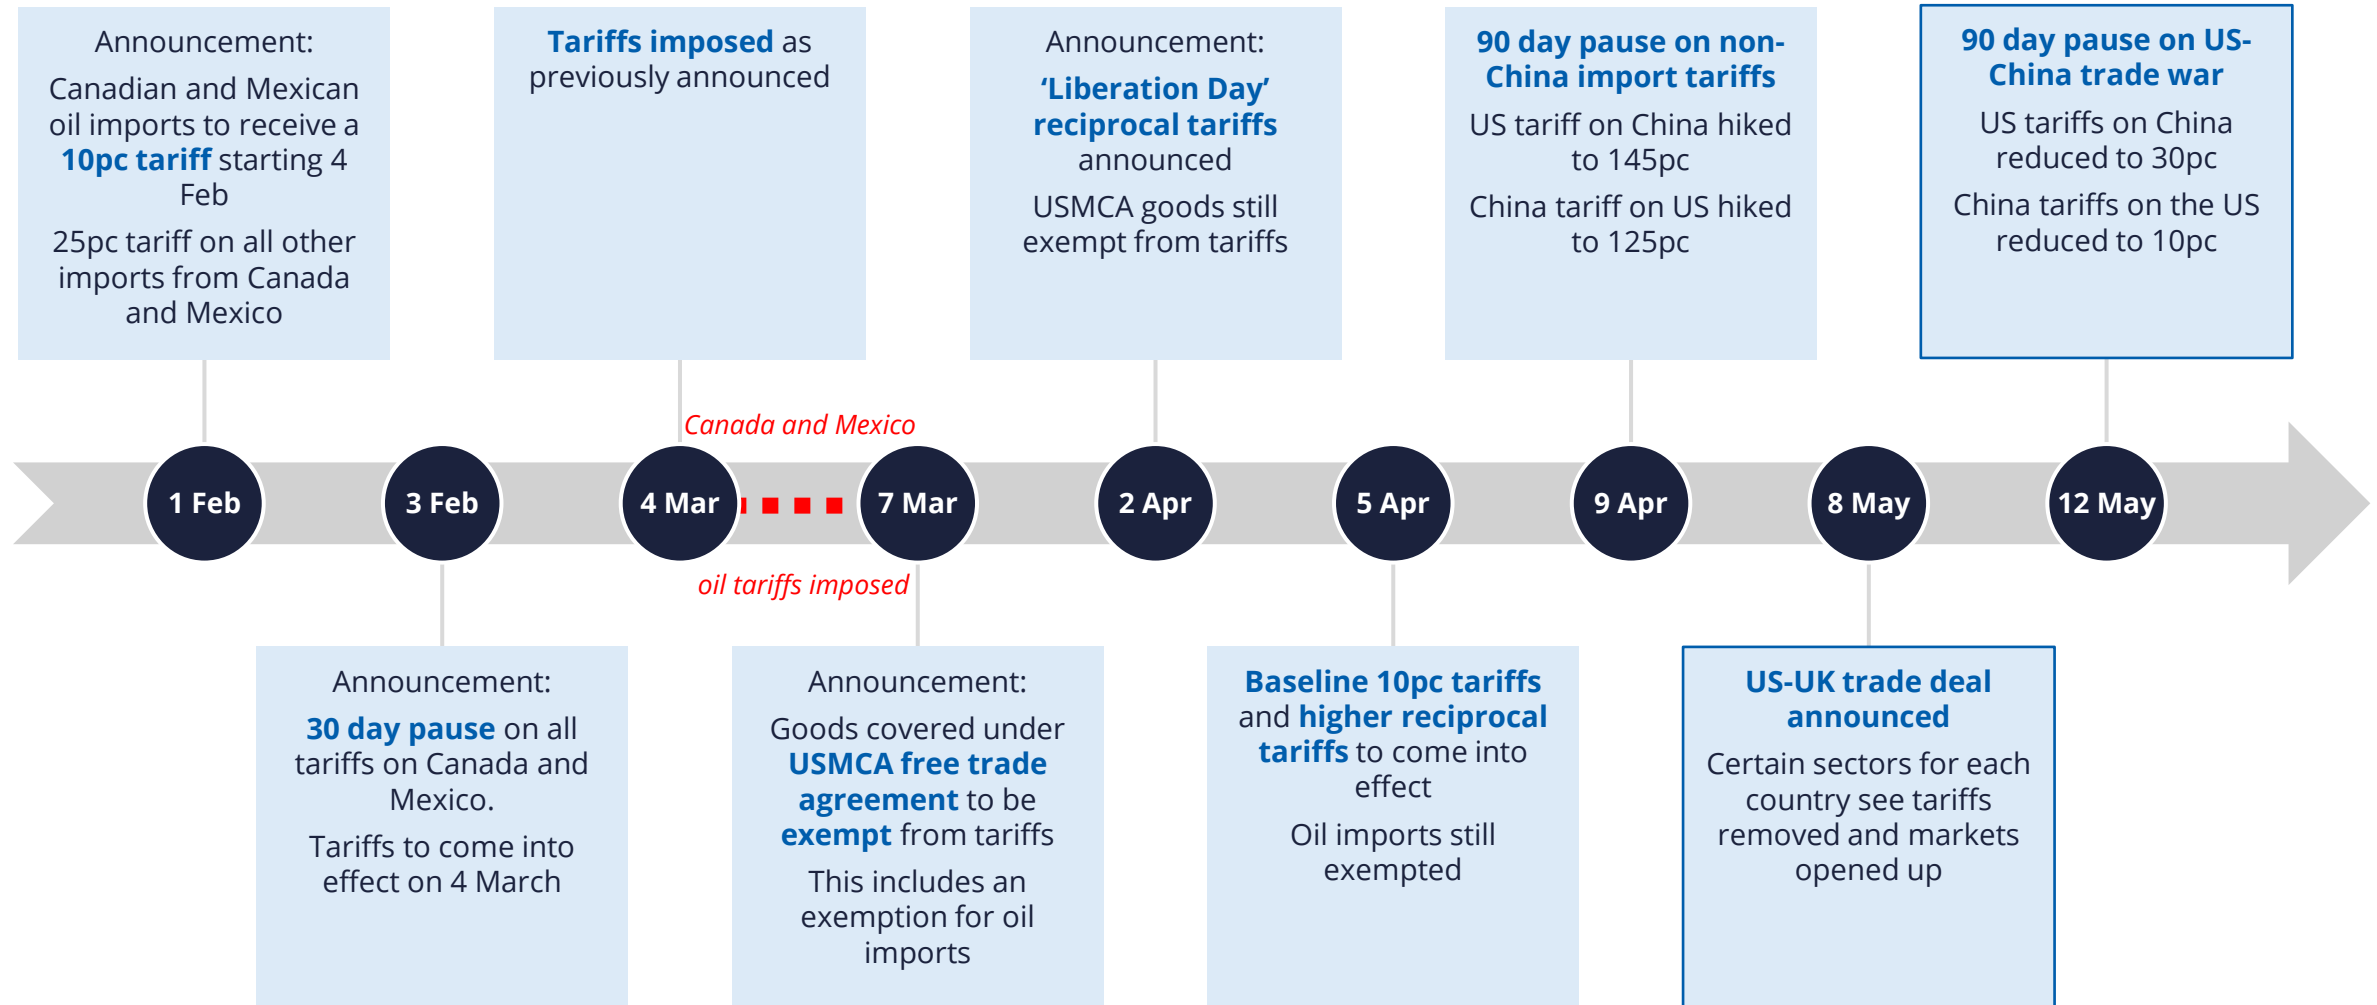 Announcement:
Canadian and Mexican
oil imports to receive a
10pc tariff starting 4
Feb
25pc tariff on all other
imports from Canada
and Mexico
Tariffs imposed as
previously announced
Announcement:
‘Liberation Day’
reciprocal tariffs
announced
USMCA goods still
exempt from tariffs
90 day pause on non-
China import tariffs
US tariff on China hiked
to 145pc
China tariff on US hiked
to 125pc
90 day pause on US-
China trade war
US tariffs on China
reduced to 30pc
China tariffs on the US
reduced to 10pc
Canada and Mexico
1 Feb
3 Feb
4 Mar
7 Mar
2 Apr
5 Apr
9 Apr
8 May
12 May
oil tariffs imposed
Announcement:
30 day pause on all
tariffs on Canada and
Mexico.
Tariffs to come into
effect on 4 March
Announcement:
Goods covered under
USMCA free trade
agreement to be
exempt from tariffs
This includes an
exemption for oil
imports
Baseline 10pc tariffs
and higher reciprocal
tariffs to come into
effect
Oil imports still
exempted
US-UK trade deal
announced
Certain sectors for each
country see tariffs
removed and markets
opened up